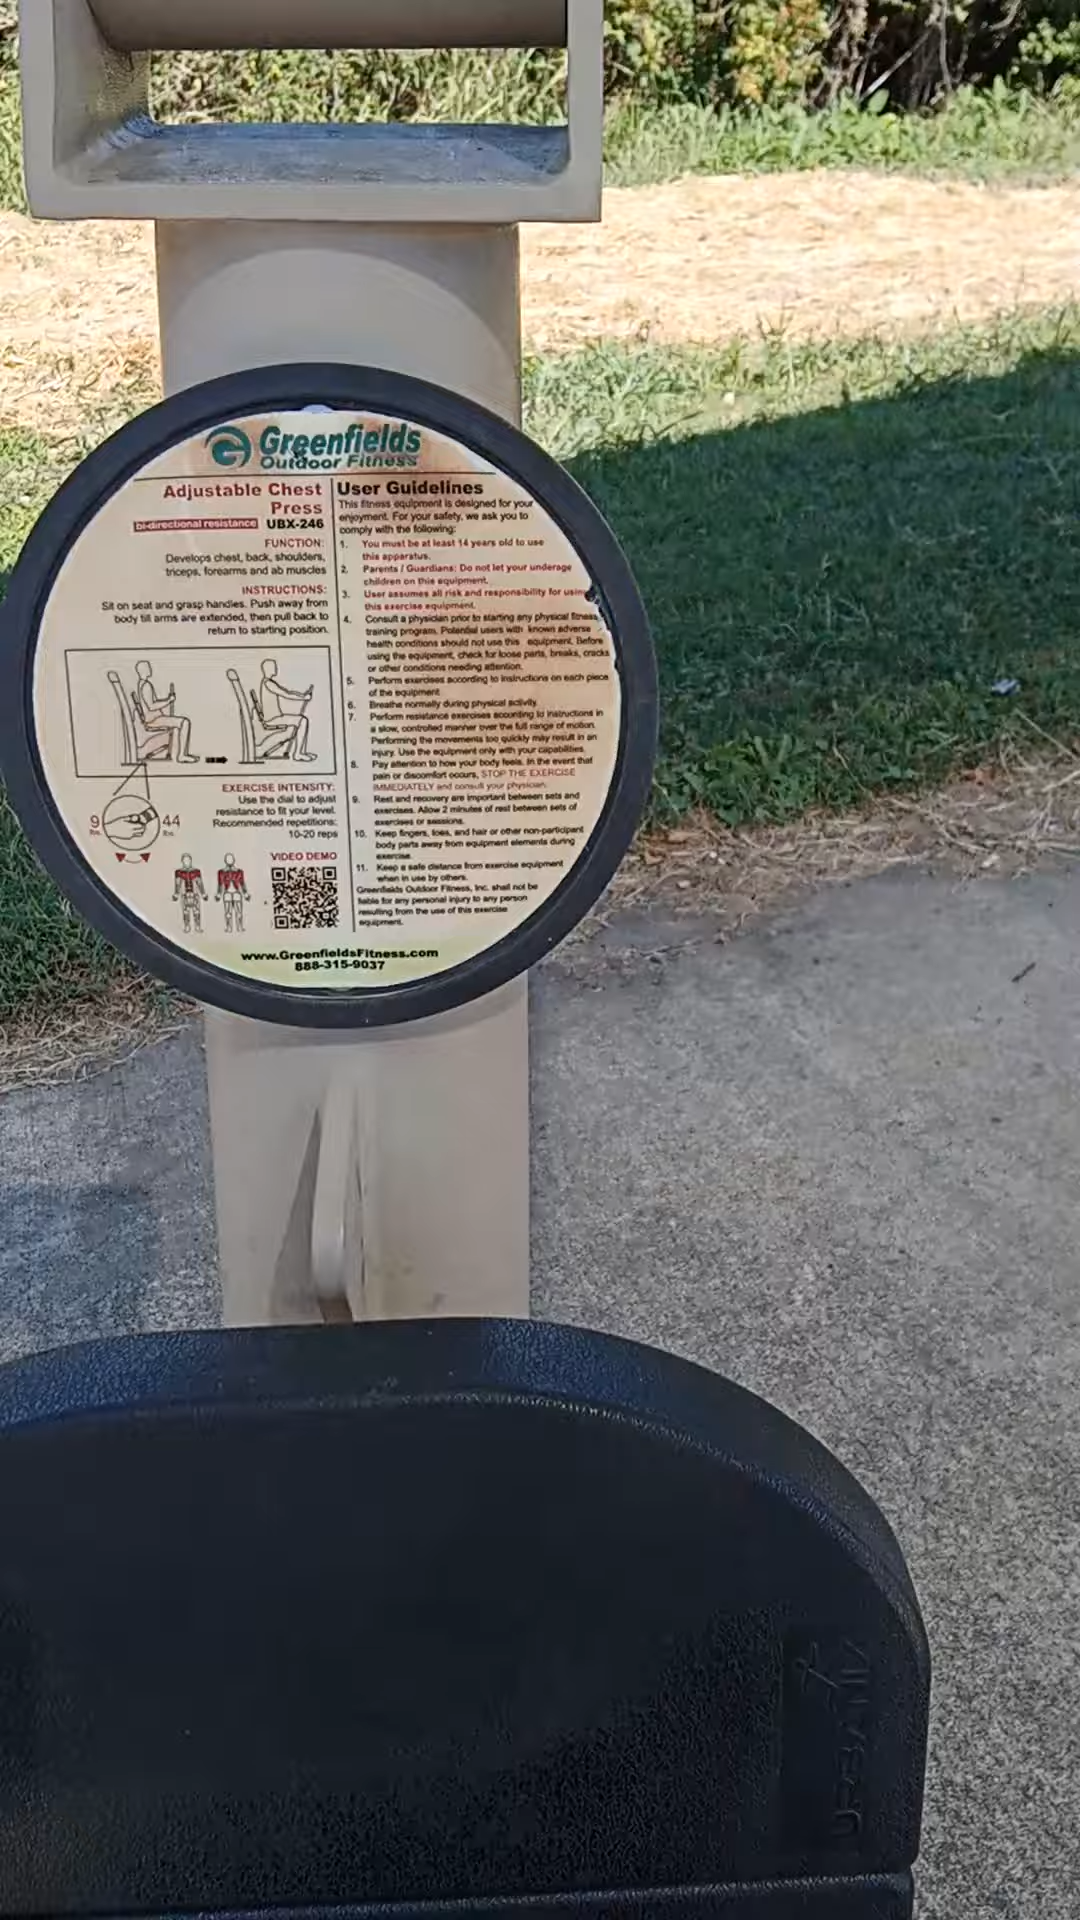 Greenfields
Outdoor Fitness
Adjustable Chest
Press
bi-directional resistance UBX-246
FUNCTION:
Develops chest, back, shoulders,
triceps, forearms and ab muscles
INSTRUCTIONS:
Sit on seat and grasp handles. Push away from
body till arms are extended, then pull back to
return to starting position.
EXERCISE INTENSITY:
Use the dial to adjust
resistance to fit your level.
Recommended repetitions:
10-20 reps
9
lbs.
44
lbs.
VIDEO DEMO
User Guidelines
This fitness equipment is designed for your
enjoyment. For your safety, we ask you to
comply with the following:
1. You must be at least 14 years old to use
this apparatus.
2. Parents / Guardians: Do not let your underage
children on this equipment.
3. User assumes all risk and responsibility for using
this exercise equipment.
4. Consult a physician prior to starting any physical fitness
training program. Potential users with known adverse
health conditions should not use this equipment. Before
using the equipment, check for loose parts, breaks, cracks
or other conditions needing attention.
5. Perform exercises according to instructions on each piece
of the equipment.
6. Breathe normally during physical activity.
7. Perform resistance exercises according to instructions in
a slow, controlled manner over the full range of motion.
Performing the movements too quickly may result in an
injury. Use the equipment only with your capabilities.
8. Pay attention to how your body feels. In the event that
pain or discomfort occurs, STOP THE EXERCISE
IMMEDIATELY and consult your physician.
9. Rest and recovery are important between sets and
exercises. Allow 2 minutes of rest between sets of
exercises or sessions.
10. Keep fingers, toes, and hair or other non-participant
body parts away from equipment elements during
exercise.
11. Keep a safe distance from exercise equipment
when in use by others.
Greenfields Outdoor Fitness, Inc. shall not be
liable for any personal injury to any person
resulting from the use of this exercise
equipment.
www.GreenfieldsFitness.com
888-315-9037